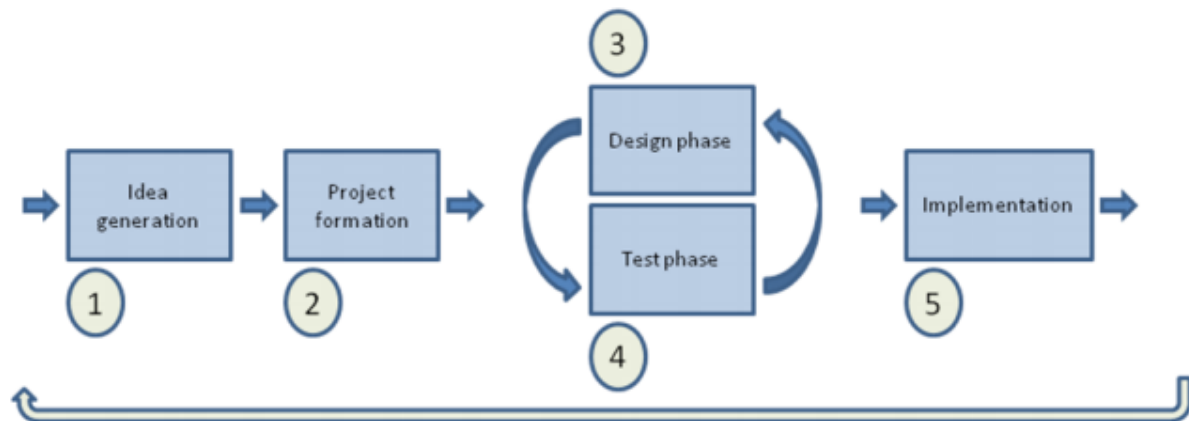 3
Design phase
Idea
generation
Project
formation
Implementation
Test phase
1
2
5
4